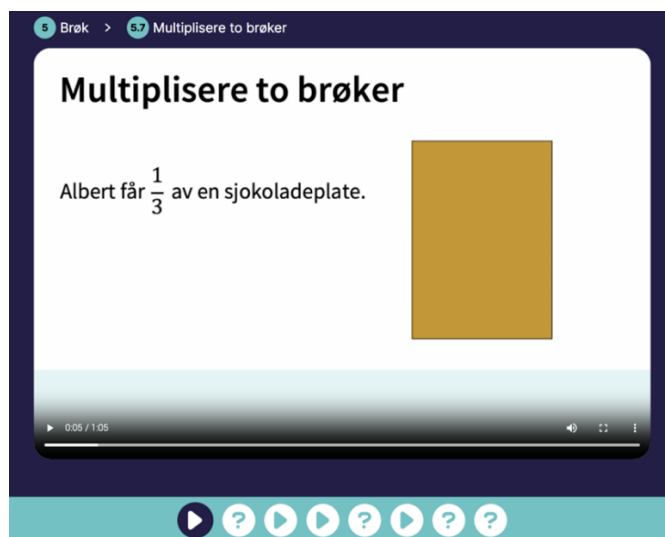 5 Brøk > 5.7 Multiplisere to brøker
Multiplisere to brøker
Albert får 1/3 av en sjokoladeplate.
0:05 / 1:05
? ? ? ?